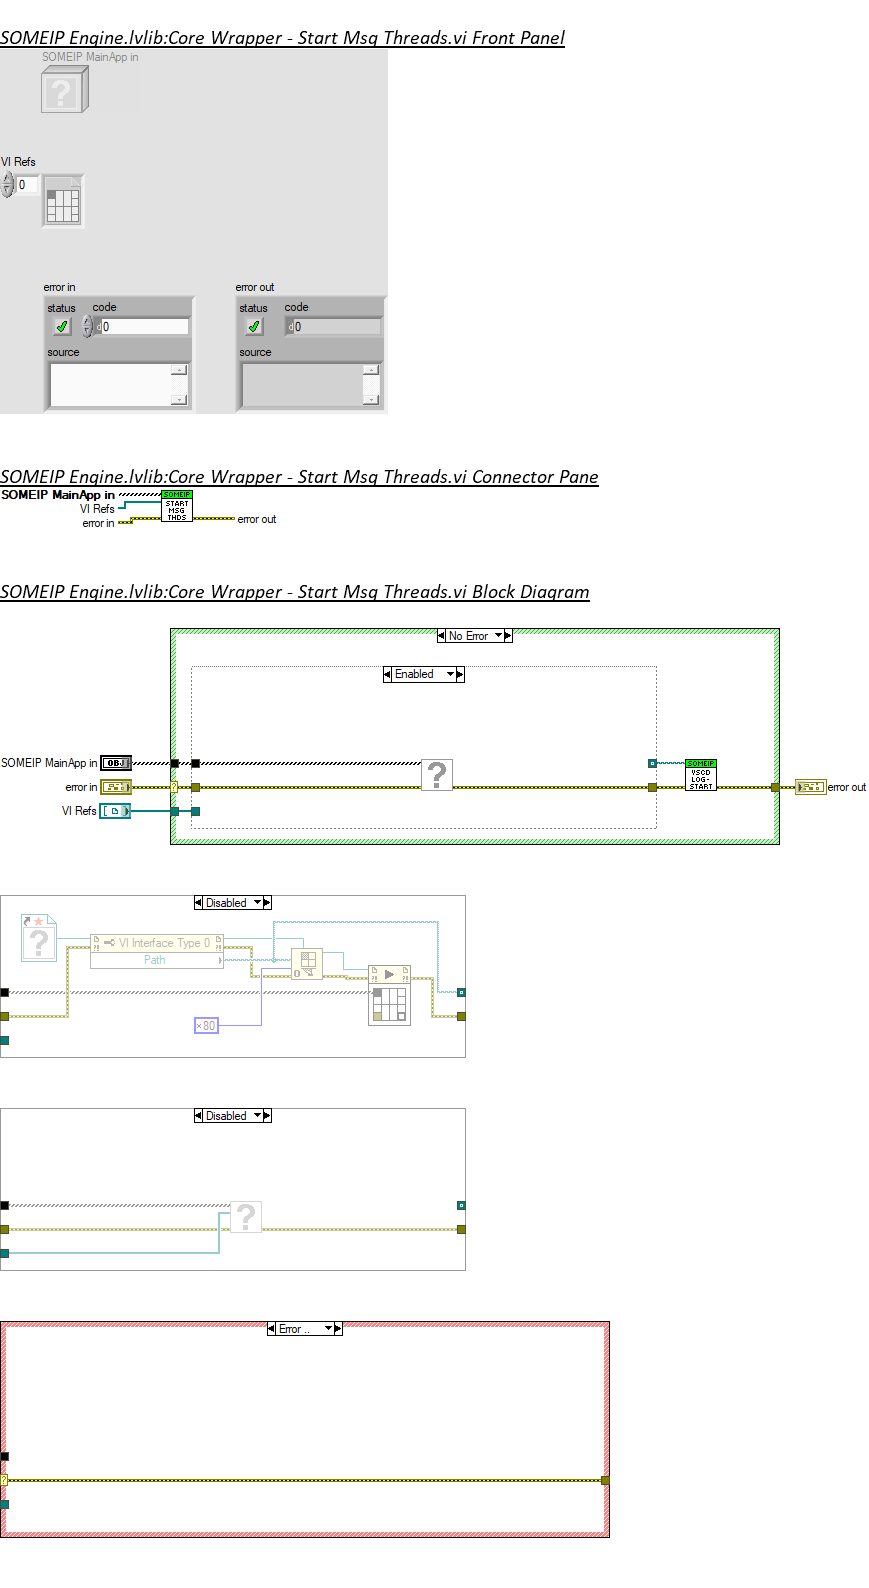 SOMEIP Engine.lvlib:Core Wrapper - Start Msg Threads.vi Front Panel
SOMEIP MainApp in
?
VI Refs
0
error in
error out
status code
status code
d 0
d 0
source
source
SOMEIP Engine.lvlib:Core Wrapper - Start Msg Threads.vi Connector Pane
SOMEIP MainApp in
VI Refs
error in
SOMEIP
START
MSG
THDS
error out
SOMEIP Engine.lvlib:Core Wrapper - Start Msg Threads.vi Block Diagram
No Error
Enabled
SOMEIP MainApp in
OBJ
?
SOMEIP
VSCD
LOG-
START
error in
?
error out
VI Refs
Disabled
?
VI Interface Type 0
Path
0
×80
Disabled
?
Error ..
?